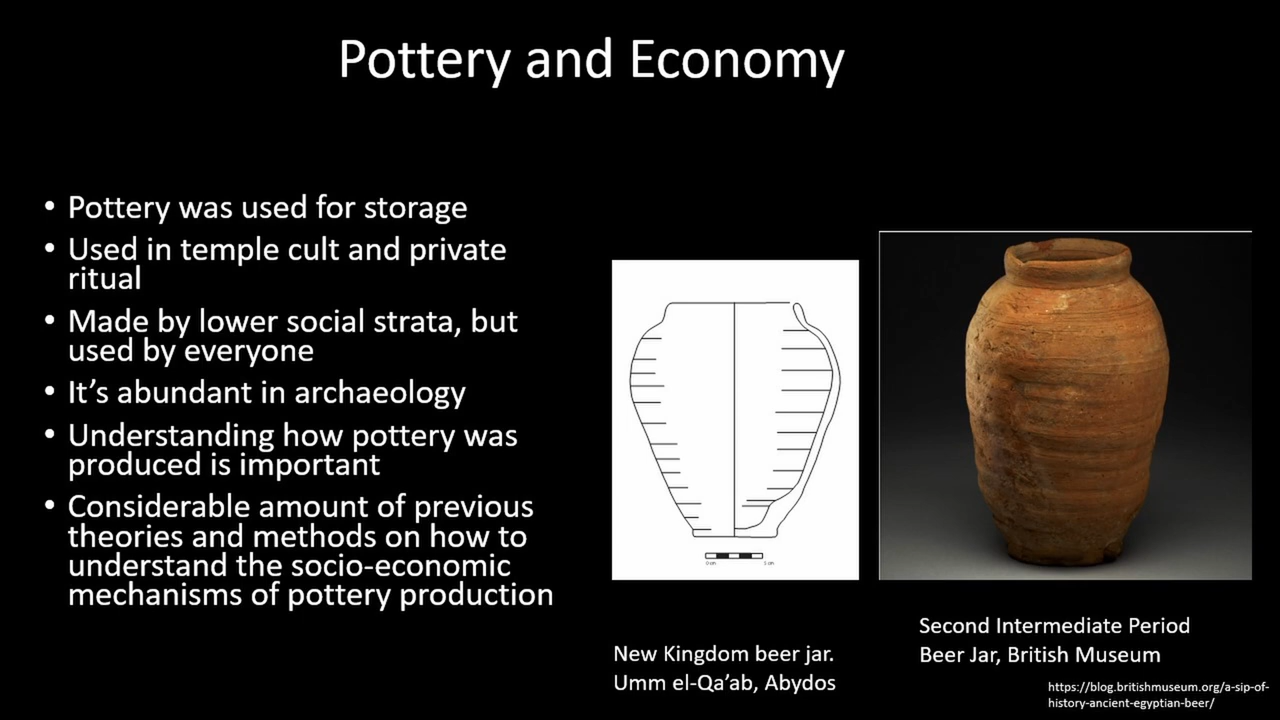 Pottery and Economy
• Pottery was used for storage
• Used in temple cult and private
ritual
• Made by lower social strata, but
used by everyone
• It’s abundant in archaeology
• Understanding how pottery was
produced is important
• Considerable amount of previous
theories and methods on how to
understand the socio-economic
mechanisms of pottery production
0 cm 5 cm
New Kingdom beer jar.
Umm el-Qa’ab, Abydos
Second Intermediate Period
Beer Jar, British Museum
https://blog.britishmuseum.org/a-sip-of-
history-ancient-egyptian-beer/